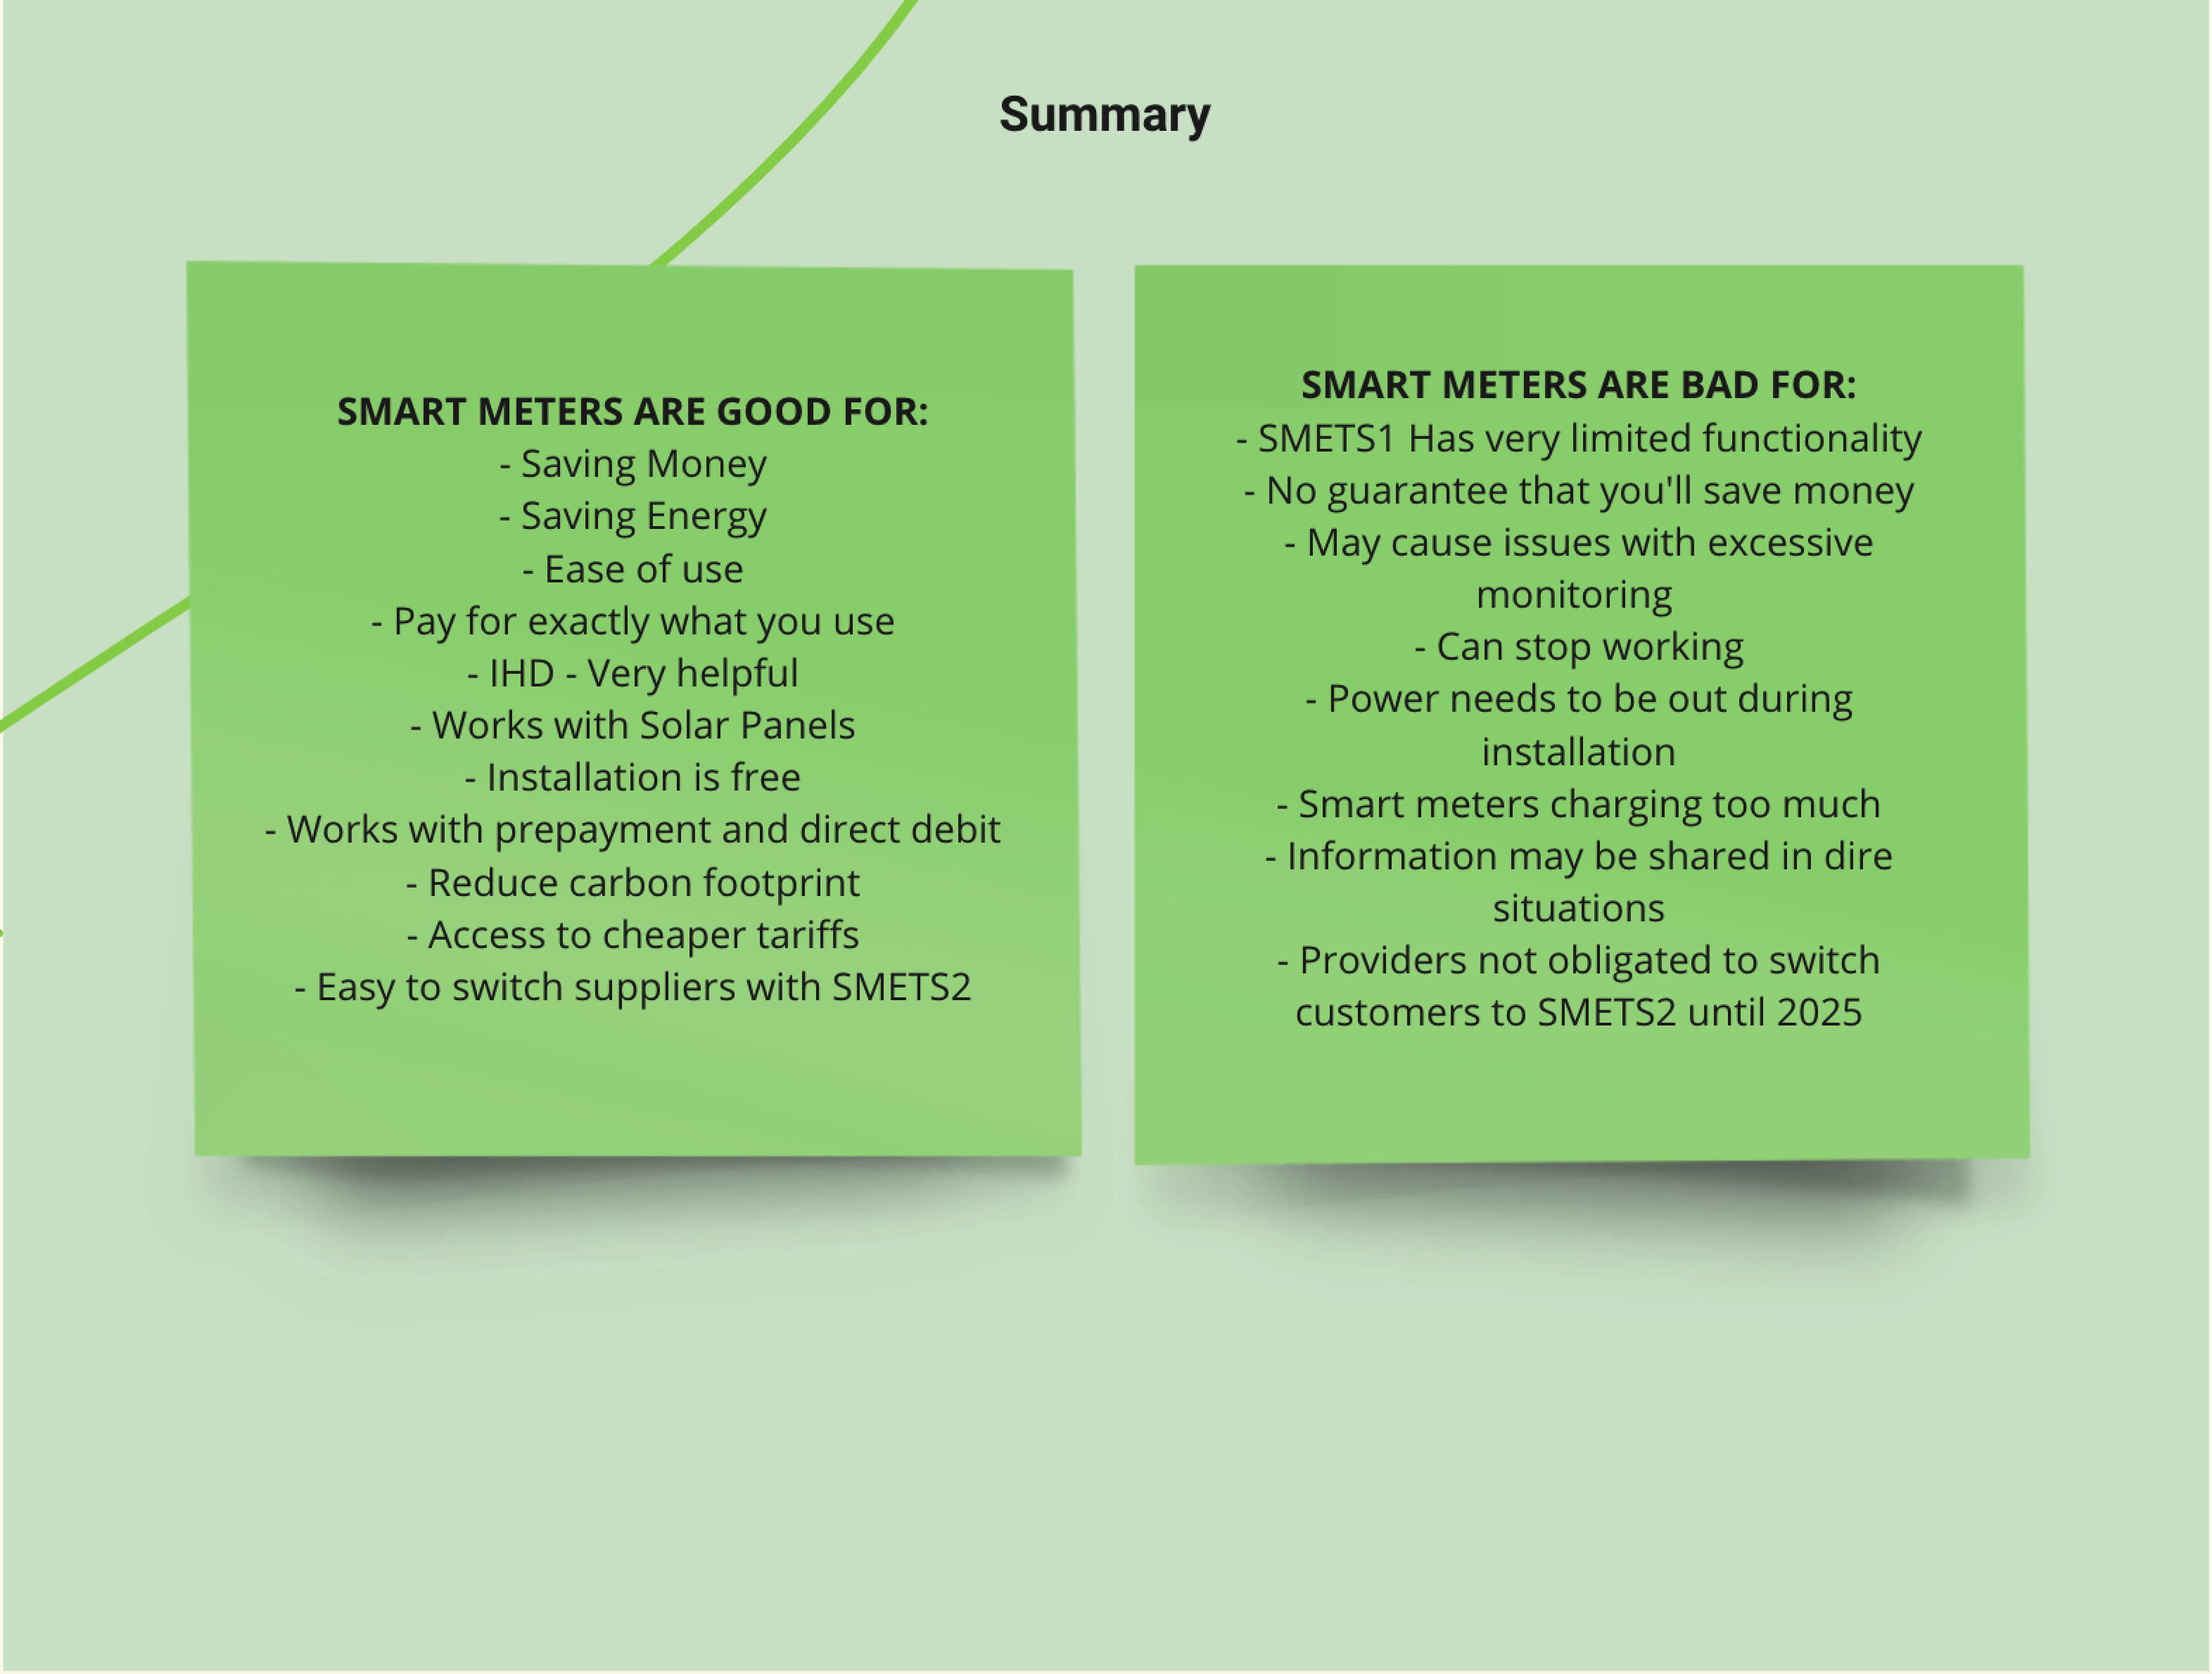 Summary
SMART METERS ARE GOOD FOR:
- Saving Money
- Saving Energy
- Ease of use
- Pay for exactly what you use
- IHD - Very helpful
- Works with Solar Panels
- Installation is free
- Works with prepayment and direct debit
- Reduce carbon footprint
- Access to cheaper tariffs
- Easy to switch suppliers with SMETS2
SMART METERS ARE BAD FOR:
- SMETS1 Has very limited functionality
- No guarantee that you'll save money
- May cause issues with excessive
monitoring
- Can stop working
- Power needs to be out during
installation
- Smart meters charging too much
- Information may be shared in dire
situations
- Providers not obligated to switch
customers to SMETS2 until 2025